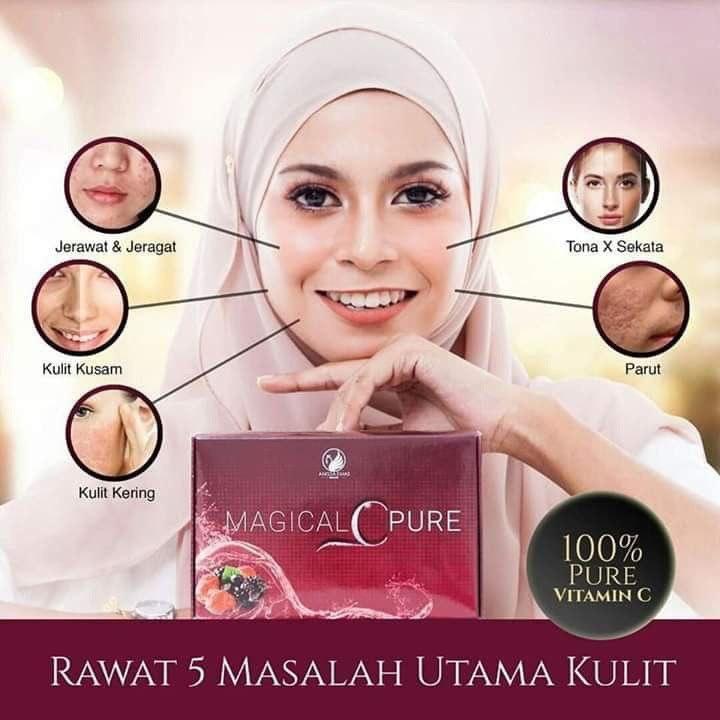 Jerawat & Jeragat
Tona X Sekata
Kulit Kusam
Parut
Kulit Kering
MAGICAL C PURE
100%
PURE
VITAMIN C
RAWAT 5 MASALAH UTAMA KULIT